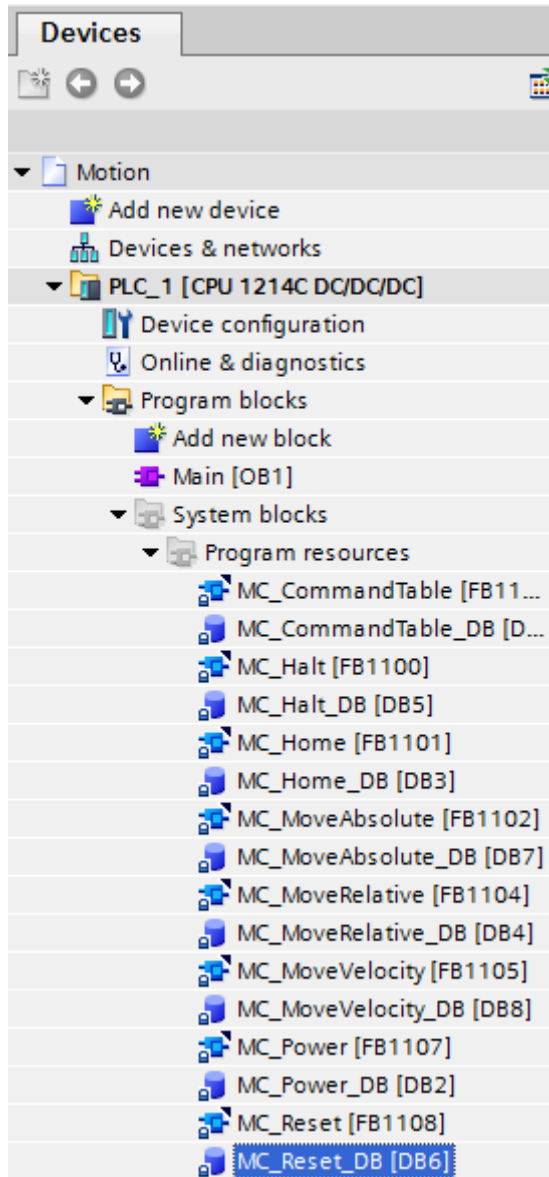 Devices
Motion
Add new device
Devices & networks
PLC_1 [CPU 1214C DC/DC/DC]
Device configuration
Online & diagnostics
Program blocks
Add new block
Main [OB1]
System blocks
Program resources
MC_CommandTable [FB11...
MC_CommandTable_DB [D...
MC_Halt [FB1100]
MC_Halt_DB [DB5]
MC_Home [FB1101]
MC_Home_DB [DB3]
MC_MoveAbsolute [FB1102]
MC_MoveAbsolute_DB [DB7]
MC_MoveRelative [FB1104]
MC_MoveRelative_DB [DB4]
MC_MoveVelocity [FB1105]
MC_MoveVelocity_DB [DB8]
MC_Power [FB1107]
MC_Power_DB [DB2]
MC_Reset [FB1108]
MC_Reset_DB [DB6]